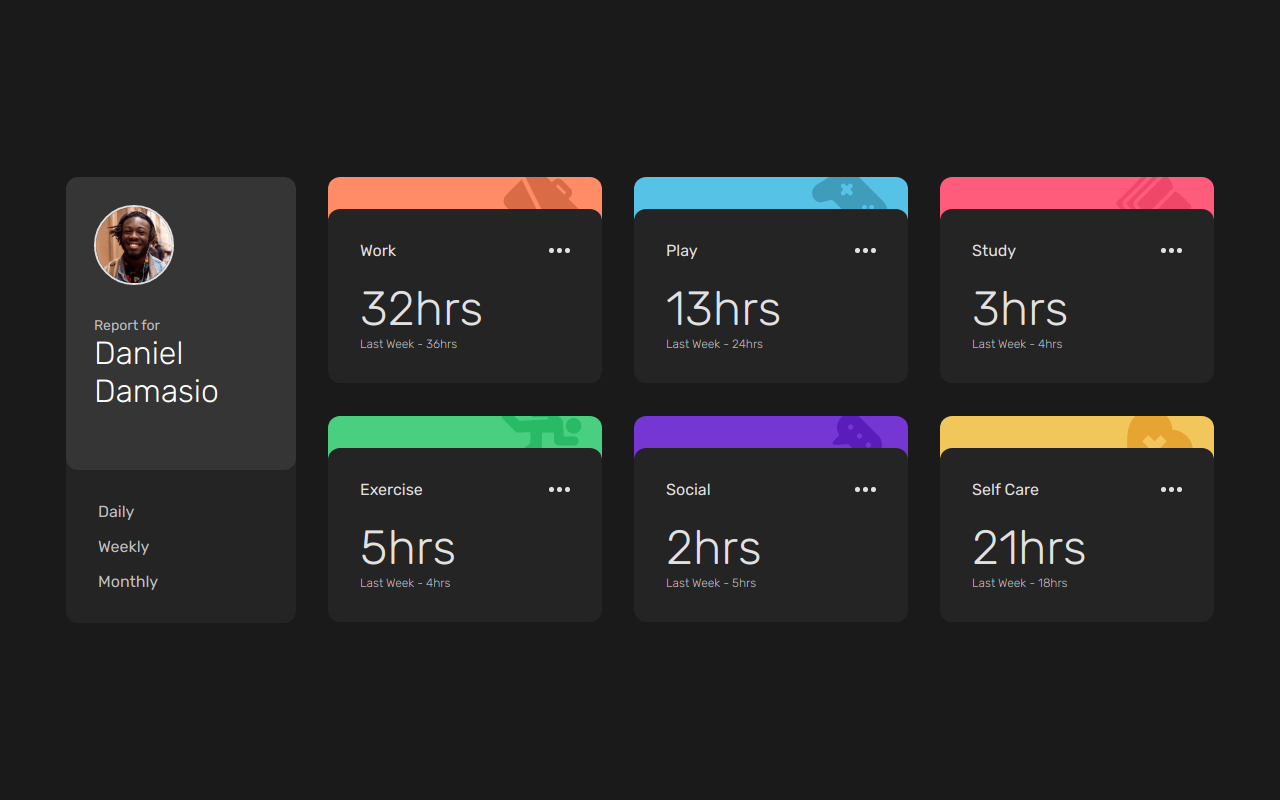 Report for
Daniel
Damasio
Daily
Weekly
Monthly
Work
32hrs
Last Week - 36hrs
Play
13hrs
Last Week - 24hrs
Study
3hrs
Last Week - 4hrs
Exercise
5hrs
Last Week - 4hrs
Social
2hrs
Last Week - 5hrs
Self Care
21hrs
Last Week - 18hrs